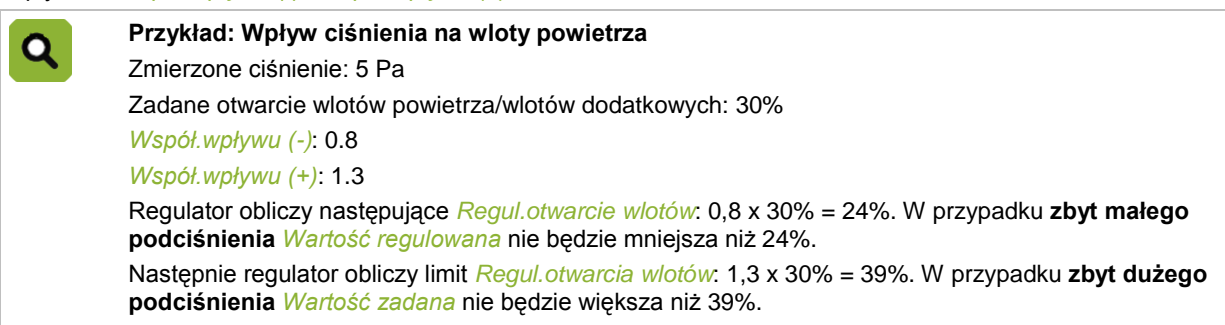 Przykład: Wpływ ciśnienia na wloty powietrza
Zmierzone ciśnienie: 5 Pa
Zadane otwarcie wlotów powietrza/wlotów dodatkowych: 30%
Współ.wpływu (-): 0.8
Współ.wpływu (+): 1.3
Regulator obliczy następujące Regul.otwarcie wlotów: 0,8 x 30% = 24%. W przypadku zbyt małego
podciśnienia Wartość regulowana nie będzie mniejsza niż 24%.
Następnie regulator obliczy limit Regul.otwarcia wlotów: 1,3 x 30% = 39%. W przypadku zbyt dużego
podciśnienia Wartość zadana nie będzie większa niż 39%.